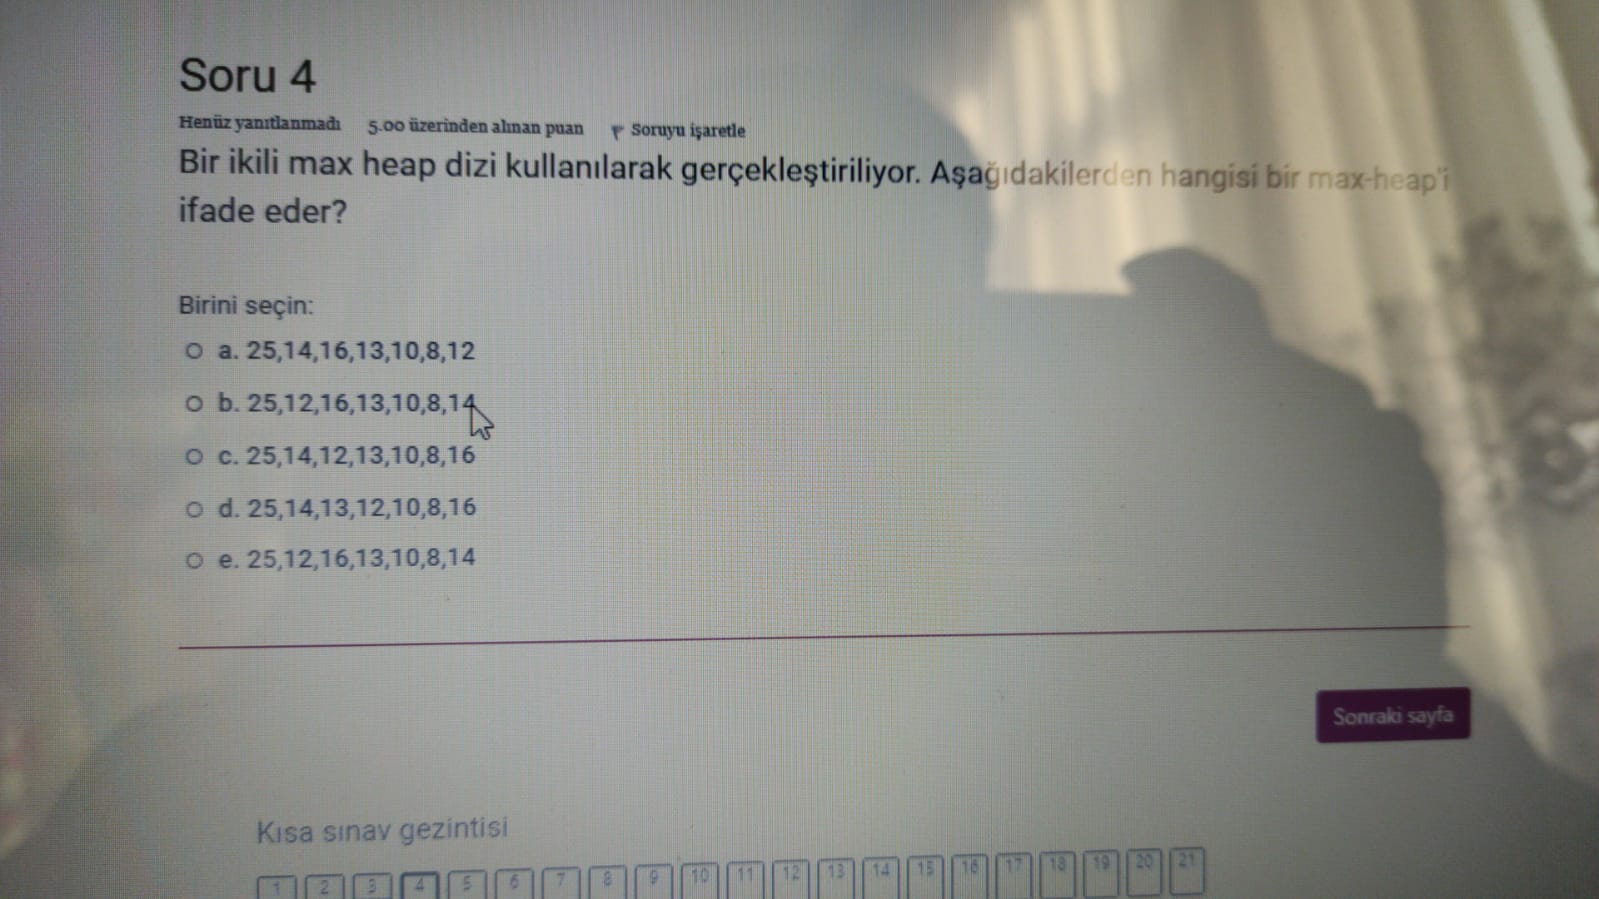 Soru 4
Henüz yanıtlanmadı 5.00 üzerinden alınan puan Soruyu işaretle
Bir ikili max heap dizi kullanılarak gerçekleştiriliyor. Aşağıdakilerden hangisi bir max-heap'i
ifade eder?
Birini seçin:
a. 25,14,16,13,10,8,12
b. 25,12,16,13,10,8,14
c. 25,14,12,13,10,8,16
d. 25,14,13,12,10,8,16
e. 25,12,16,13,10,8,14
Sonraki sayfa
Kısa sınav gezintisi
1 2 3 4 5 6 7 8 9 10 11 12 13 14 15 16 17 18 19 20 21